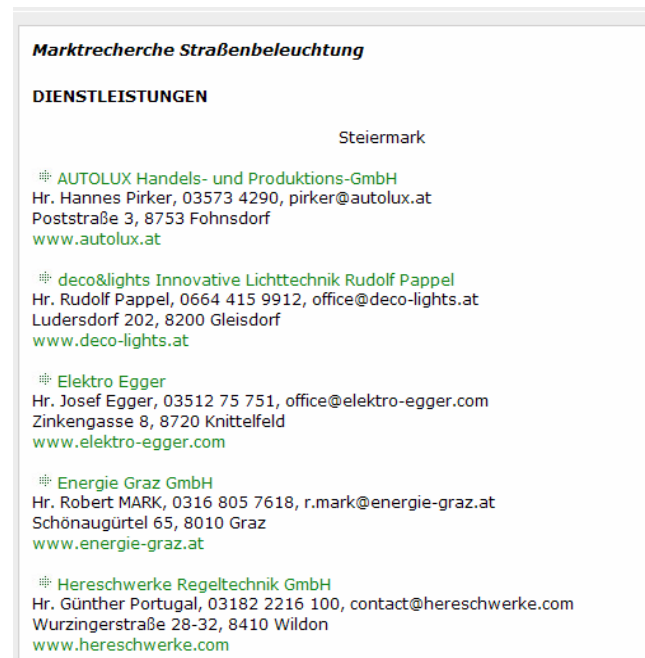 Marktrecherche Straßenbeleuchtung
DIENSTLEISTUNGEN
Steiermark
AUTOLUX Handels- und Produktions-GmbH
Hr. Hannes Pirker, 03573 4290, pirker@autolux.at
Poststraße 3, 8753 Fohnsdorf
www.autolux.at
deco&lights Innovative Lichttechnik Rudolf Pappel
Hr. Rudolf Pappel, 0664 415 9912, office@deco-lights.at
Ludersdorf 202, 8200 Gleisdorf
www.deco-lights.at
Elektro Egger
Hr. Josef Egger, 03512 75 751, office@elektro-egger.com
Zinkengasse 8, 8720 Knittelfeld
www.elektro-egger.com
Energie Graz GmbH
Hr. Robert MARK, 0316 805 7618, r.mark@energie-graz.at
Schönaugürtel 65, 8010 Graz
www.energie-graz.at
Hereschwerke Regeltechnik GmbH
Hr. Günther Portugal, 03182 2216 100, contact@hereschwerke.com
Wurzingerstraße 28-32, 8410 Wildon
www.hereschwerke.com